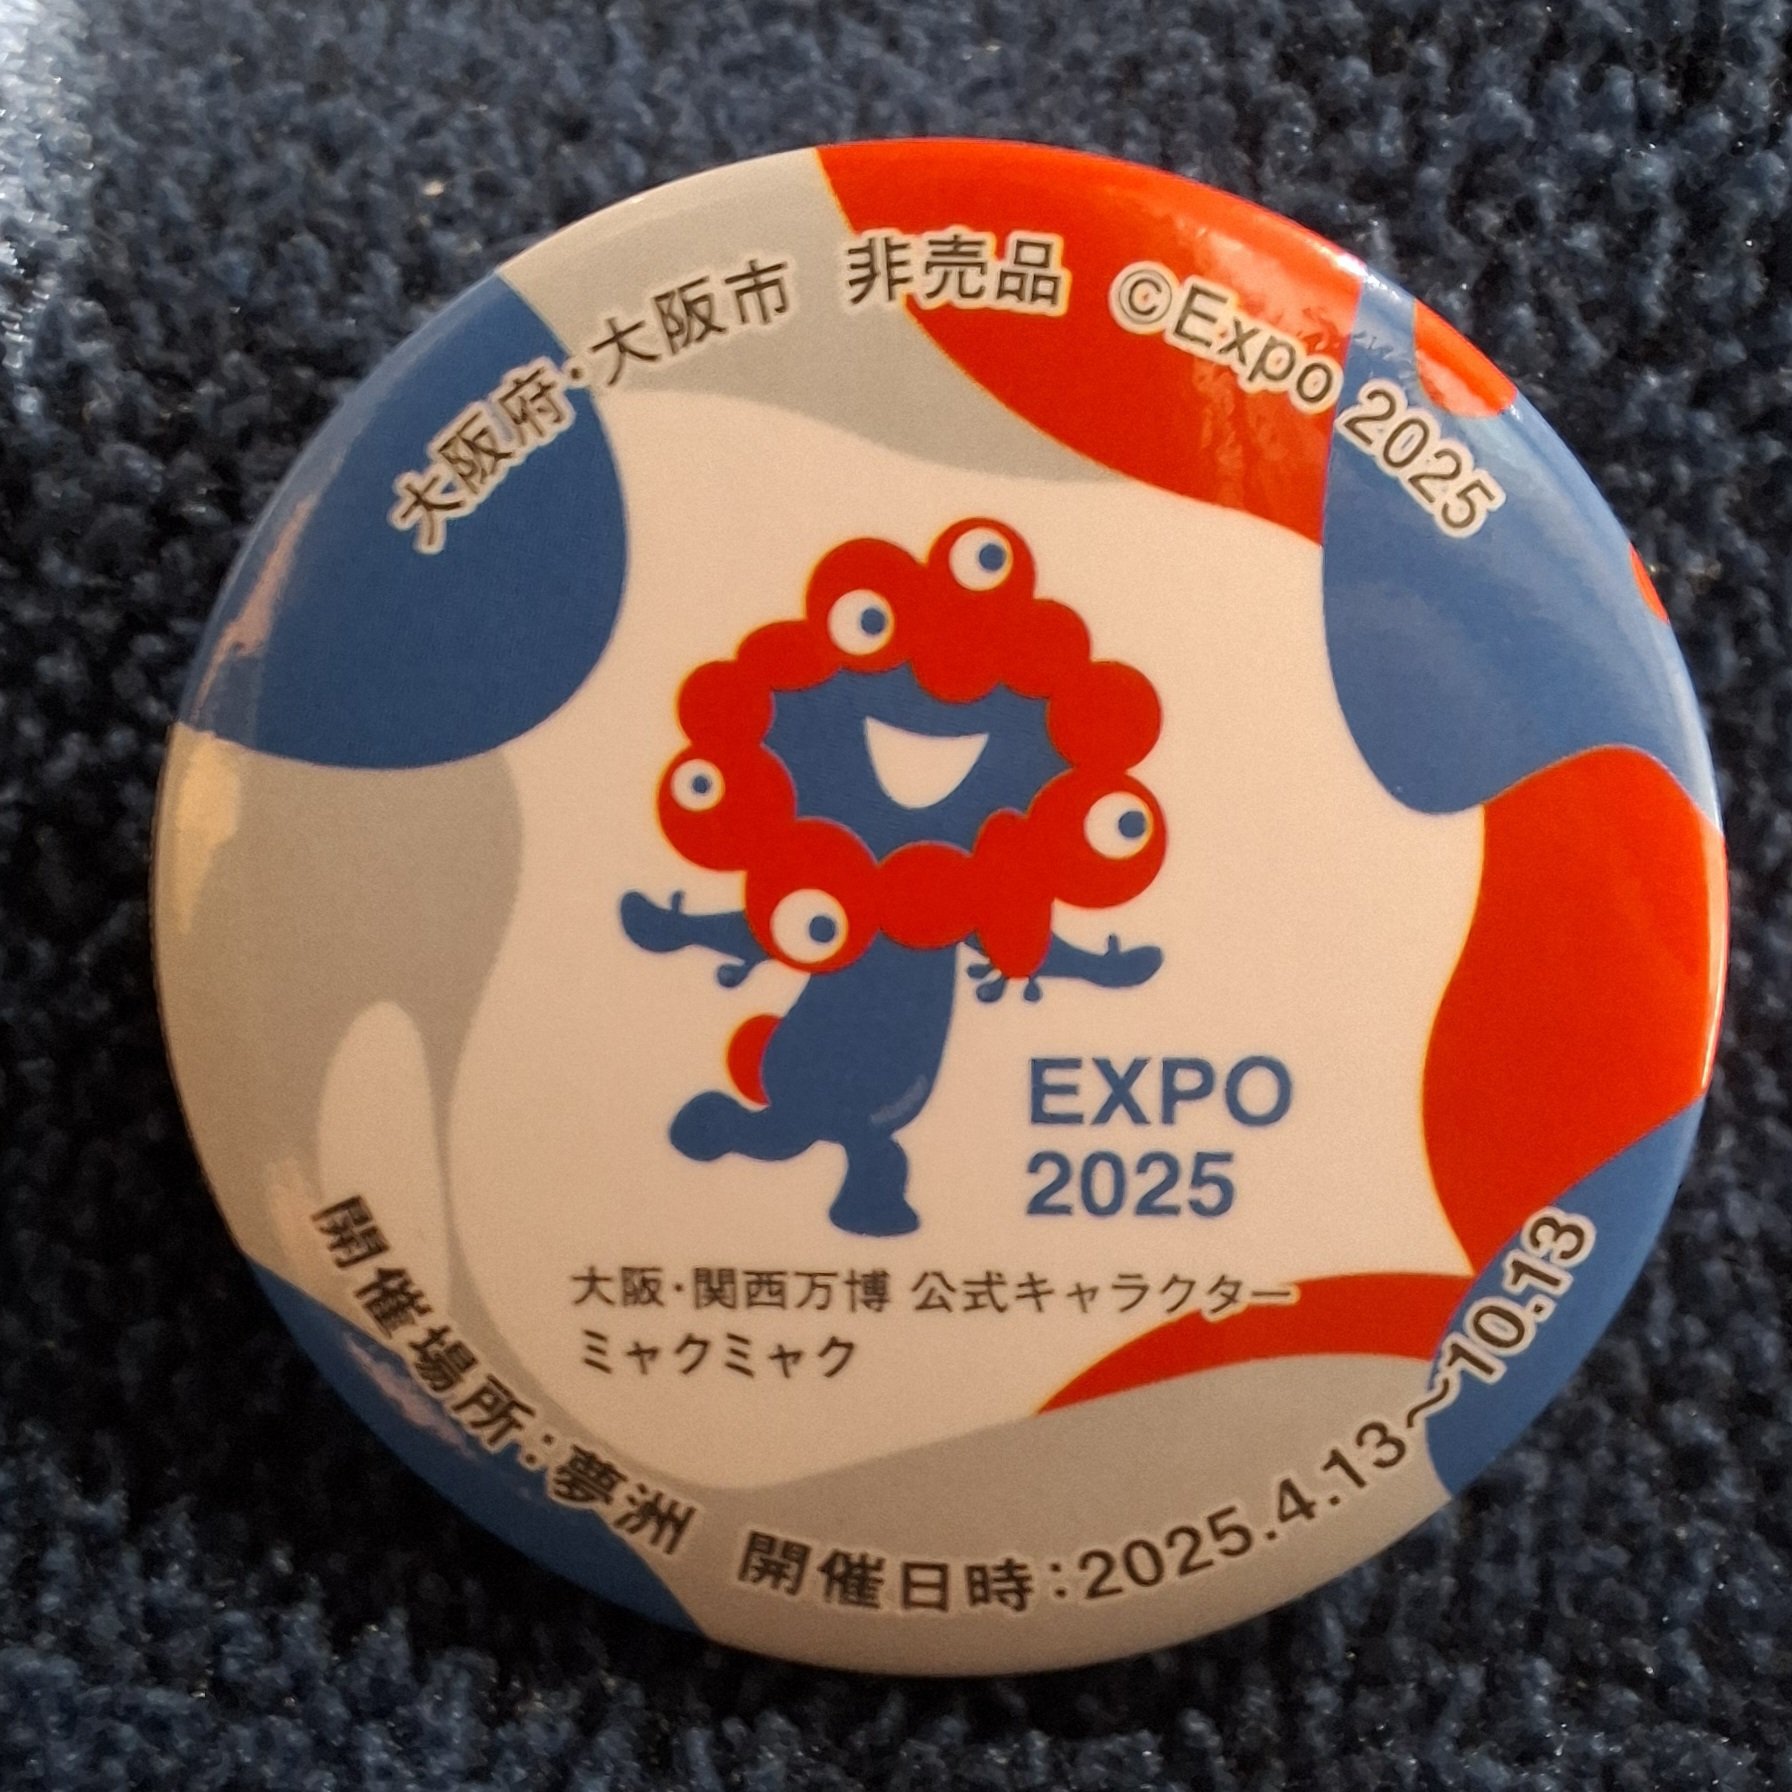 大阪府・大阪市 非売品 ©Expo 2025
EXPO
2025
大阪・関西万博 公式キャラクター
ミャクミャク
開催場所：夢洲 開催日時：2025.4.13～10.13